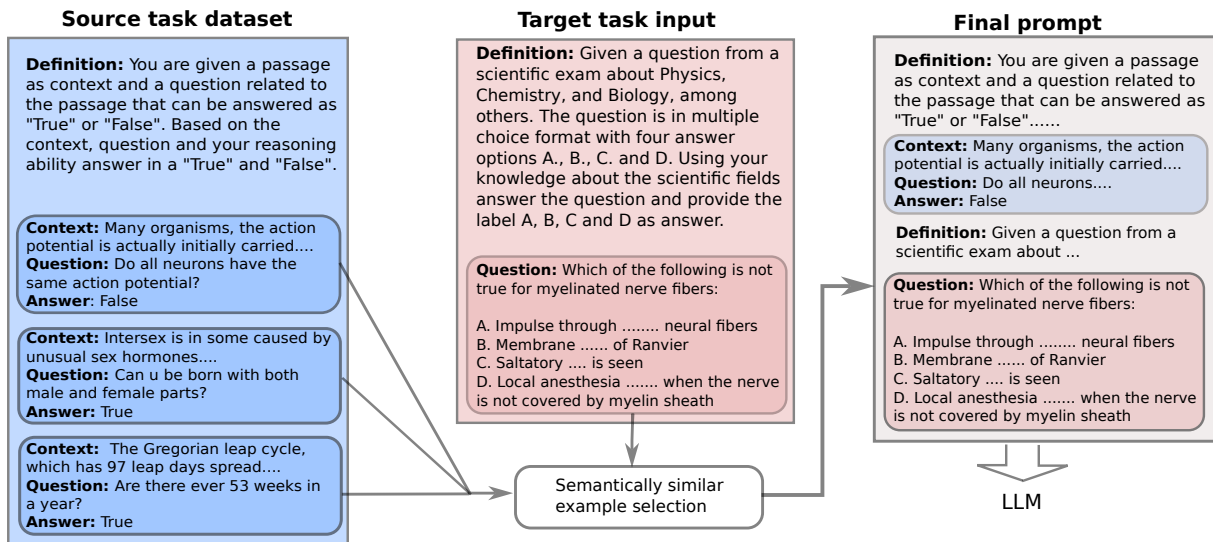 Source task dataset
Definition: You are given a passage
as context and a question related to
the passage that can be answered as
"True" or "False". Based on the
context, question and your reasoning
ability answer in a "True" and "False".
Context: Many organisms, the action
potential is actually initially carried....
Question: Do all neurons have the
same action potential?
Answer: False
Context: Intersex is in some caused by
unusual sex hormones....
Question: Can u be born with both
male and female parts?
Answer: True
Context: The Gregorian leap cycle,
which has 97 leap days spread....
Question: Are there ever 53 weeks in
a year?
Answer: True
Target task input
Definition: Given a question from a
scientific exam about Physics,
Chemistry, and Biology, among
others. The question is in multiple
choice format with four answer
options A., B., C. and D. Using your
knowledge about the scientific fields
answer the question and provide the
label A, B, C and D as answer.
Question: Which of the following is not
true for myelinated nerve fibers:
A. Impulse through ........ neural fibers
B. Membrane ...... of Ranvier
C. Saltatory .... is seen
D. Local anesthesia ....... when the nerve
is not covered by myelin sheath
Semantically similar
example selection
Final prompt
Definition: You are given a passage
as context and a question related to
the passage that can be answered as
"True" or "False"......
Context: Many organisms, the action
potential is actually initially carried....
Question: Do all neurons....
Answer: False
Definition: Given a question from a
scientific exam about ...
Question: Which of the following is not
true for myelinated nerve fibers:
A. Impulse through ........ neural fibers
B. Membrane ...... of Ranvier
C. Saltatory .... is seen
D. Local anesthesia ....... when the nerve
is not covered by myelin sheath
LLM